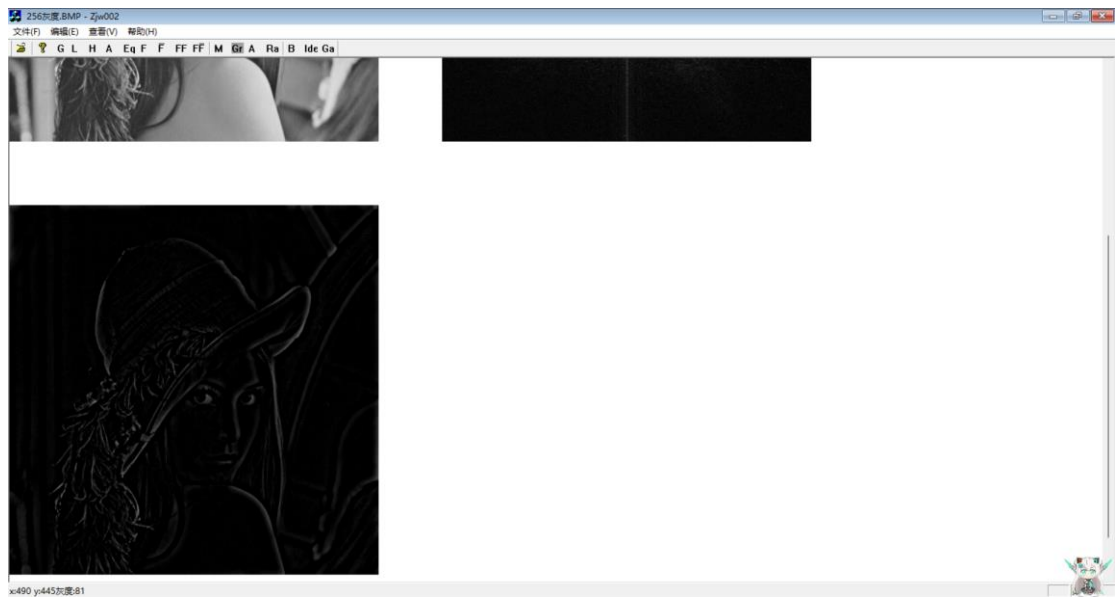 256灰度.BMP - Zjw002
文件(F) 编辑(E) 查看(V) 帮助(H)
G L H A Eq F F̅ FF FF̅ M Gr A Ra B Ide Ga
x:490 y:445灰度:81